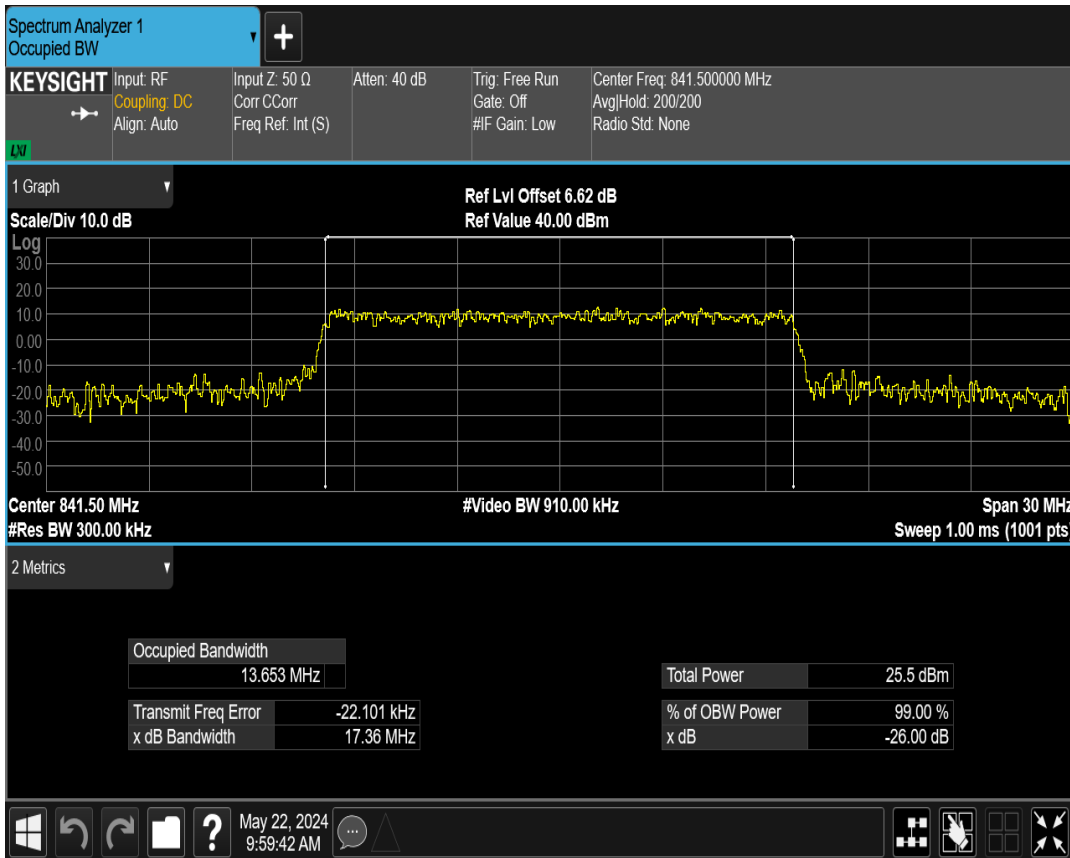 Spectrum Analyzer 1
Occupied BW
KEYSIGHT
LXI
Input: RF
Coupling: DC
Align: Auto
Input Z: 50 Ω
Corr CCorr
Freq Ref: Int (S)
Atten: 40 dB
Trig: Free Run
Gate: Off
#IF Gain: Low
Center Freq: 841.500000 MHz
Avg|Hold: 200/200
Radio Std: None
1 Graph
Ref Lvl Offset 6.62 dB
Scale/Div 10.0 dB
Ref Value 40.00 dBm
Log
30.0
20.0
10.0
0.00
-10.0
-20.0
-30.0
-40.0
-50.0
Center 841.50 MHz
#Video BW 910.00 kHz
Span 30 MHz
#Res BW 300.00 kHz
Sweep 1.00 ms (1001 pts)
2 Metrics
Occupied Bandwidth
13.653 MHz
Total Power 25.5 dBm
Transmit Freq Error -22.101 kHz
% of OBW Power 99.00 %
x dB Bandwidth 17.36 MHz
x dB -26.00 dB
?
May 22, 2024
9:59:42 AM